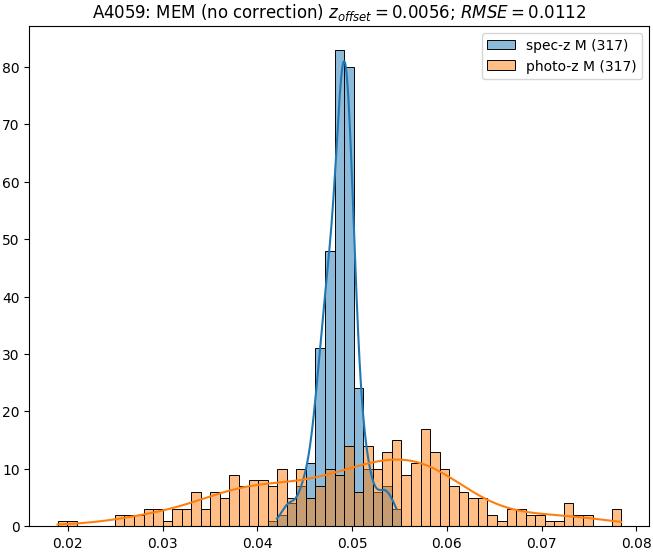 A4059: MEM (no correction) z_offset = 0.0056; RMSE = 0.0112
spec-z M (317)
photo-z M (317)
80
70
60
50
40
30
20
10
0
0.02 0.03 0.04 0.05 0.06 0.07 0.08